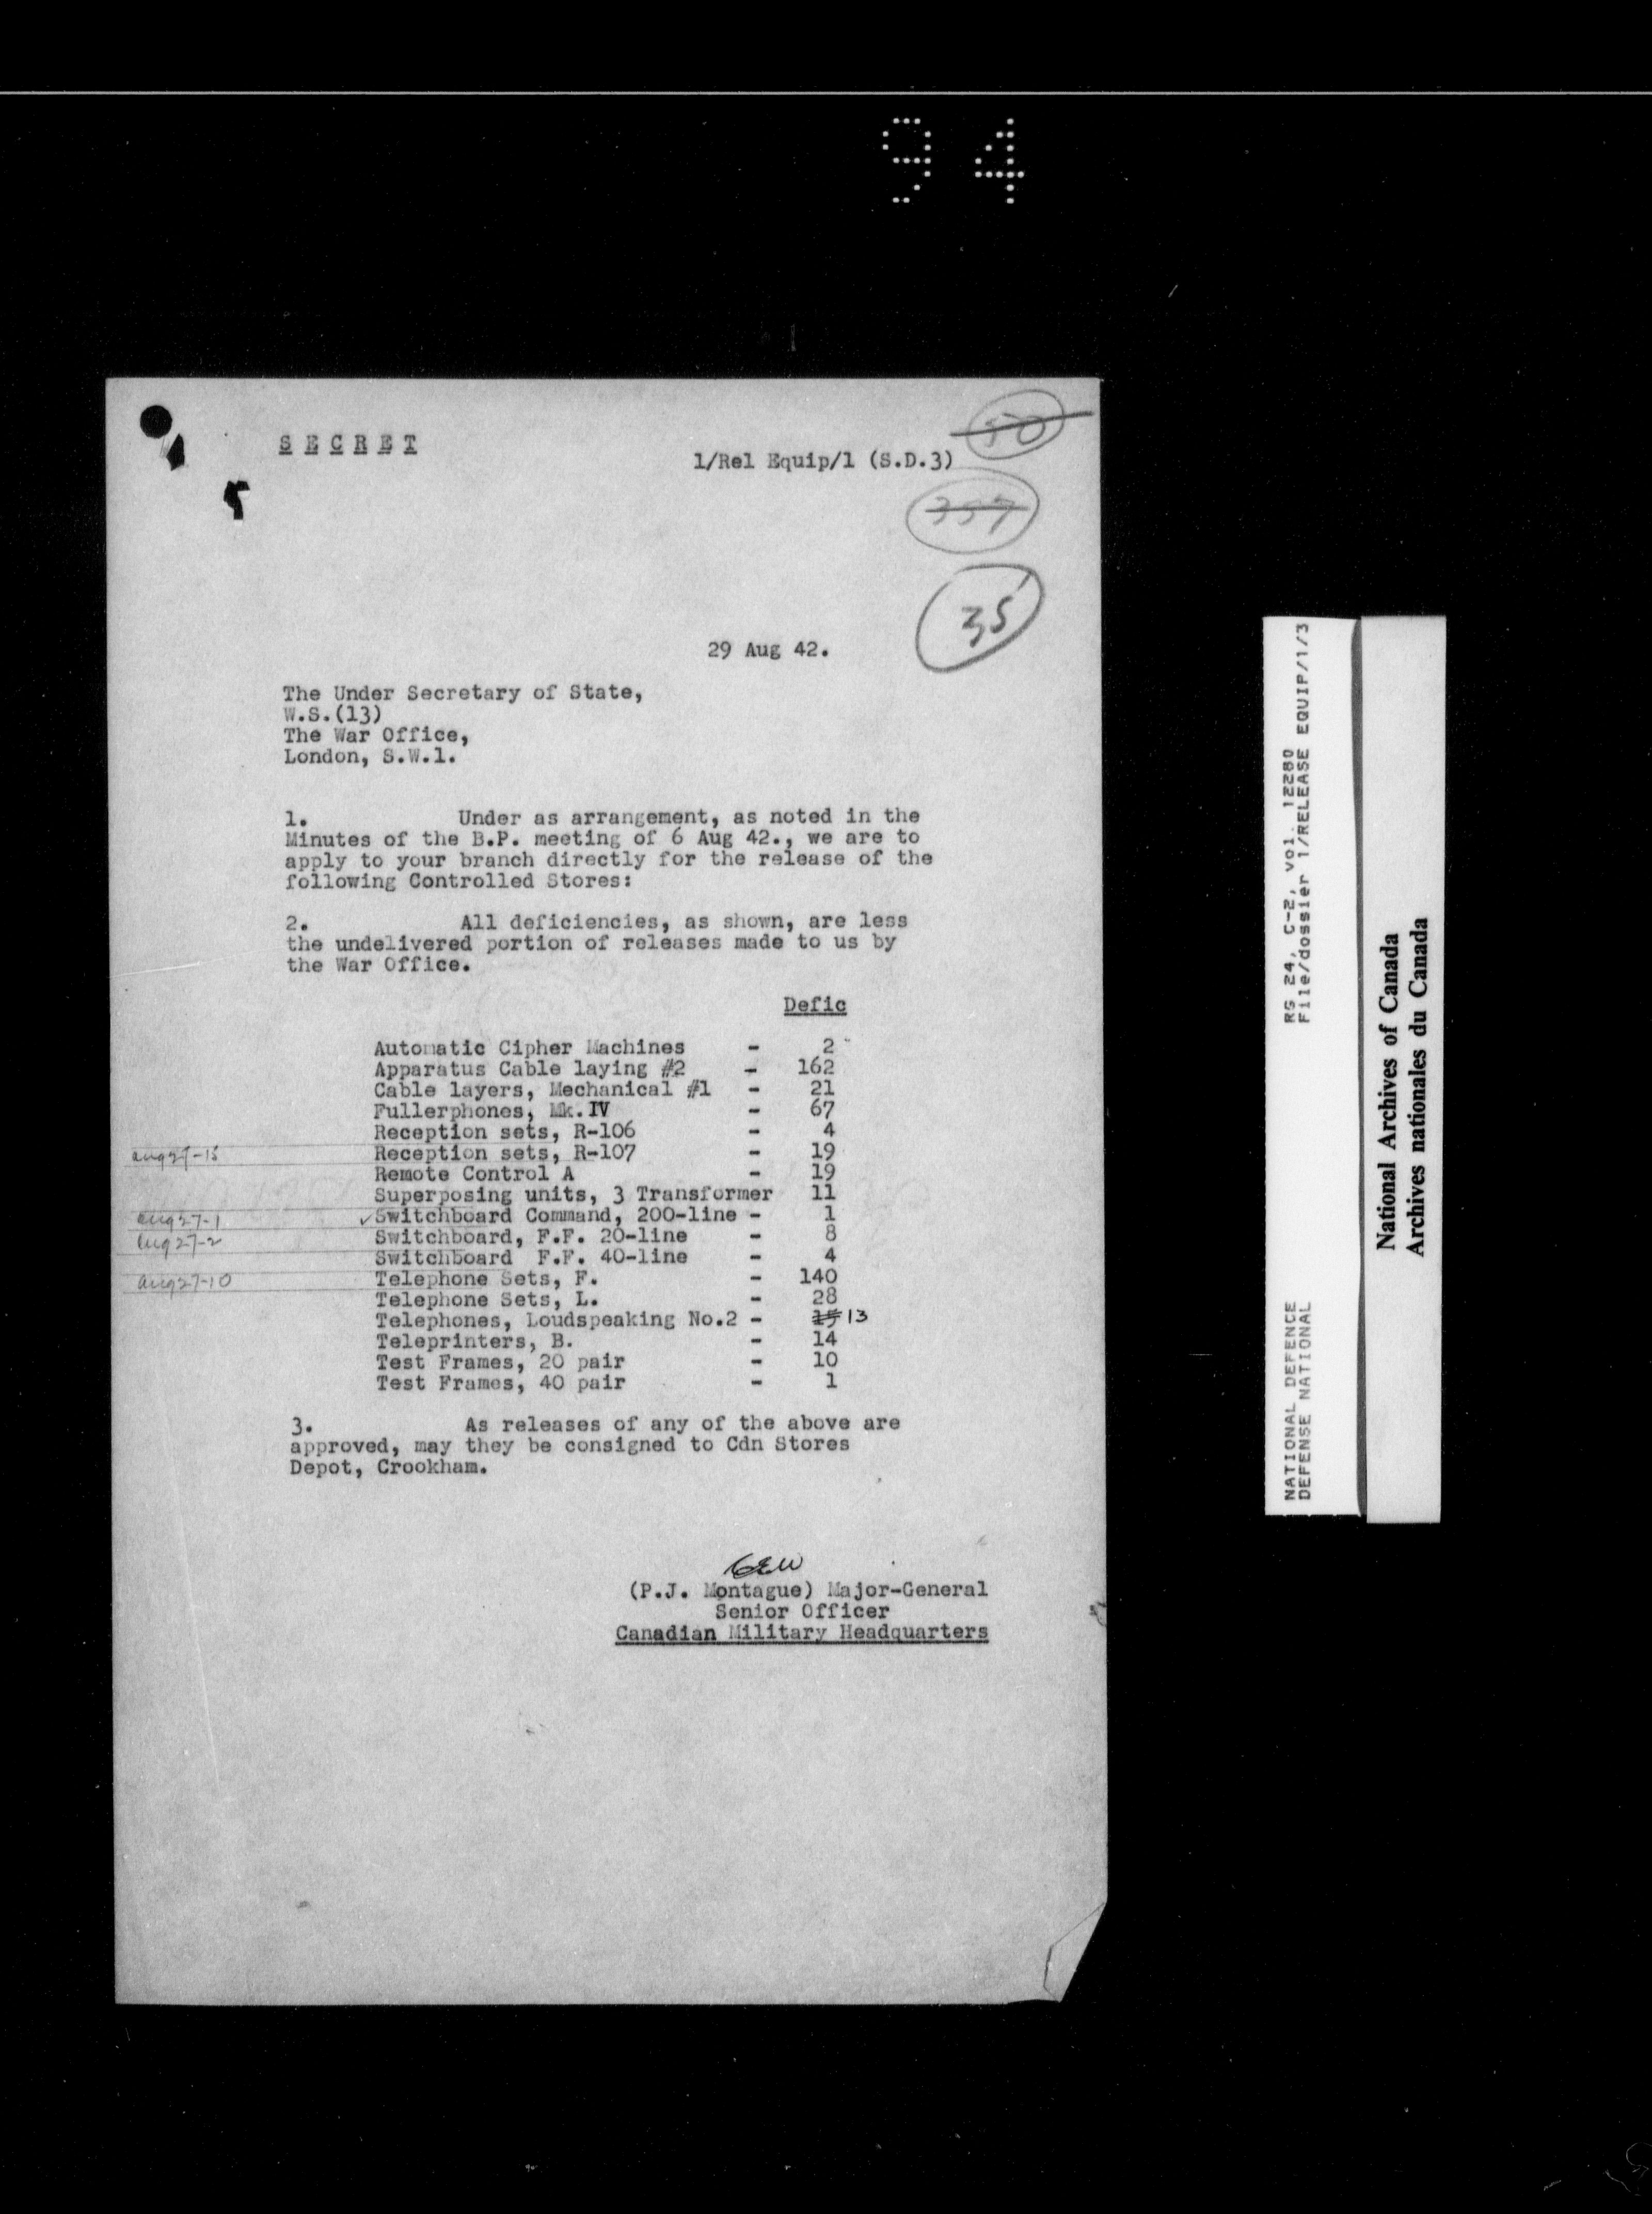 94
SECRET
50
1/Rel Equip/1 (S.D.3)
357
35
29 Aug 42.
The Under Secretary of State,
W.S.(13)
The War Office,
London, S.W.1.
1. Under as arrangement, as noted in the
Minutes of the B.P. meeting of 6 Aug 42., we are to
apply to your branch directly for the release of the
following Controlled Stores:
2. All deficiencies, as shown, are less
the undelivered portion of releases made to us by
the War Office.
Defic
Automatic Cipher Machines - 2
Apparatus Cable laying #2 - 162
Cable layers, Mechanical #1 - 21
Fullerphones, Mk.IV - 67
Reception sets, R-106 - 4
aug27-15 Reception sets, R-107 - 19
Remote Control A - 19
Superposing units, 3 Transformer 11
aug27-1 ✓Switchboard Command, 200-line - 1
Aug27-2 Switchboard, F.F. 20-line - 8
Switchboard F.F. 40-line - 4
aug27-10 Telephone Sets, F. - 140
Telephone Sets, L. - 28
Telephones, Loudspeaking No.2 - 13
Teleprinters, B. - 14
Test Frames, 20 pair - 10
Test Frames, 40 pair - 1
3. As releases of any of the above are
approved, may they be consigned to Cdn Stores
Depot, Crookham.
(P.J. Montague) Major-General
Senior Officer
Canadian Military Headquarters
RG 24, C-2, vol. 12280
File/dossier 1/RELEASE EQUIP/1/3
NATIONAL DEFENCE
DEFENSE NATIONAL
National Archives of Canada
Archives nationales du Canada